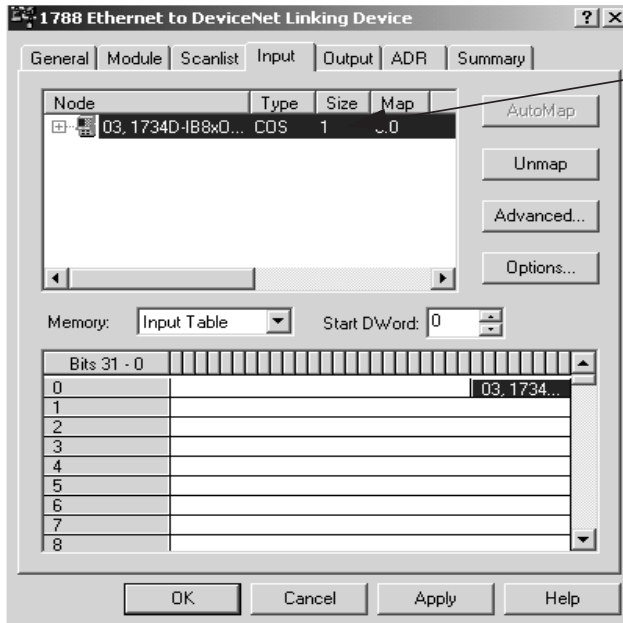 1788 Ethernet to DeviceNet Linking Device
General Module Scanlist Input Output ADR Summary
Node Type Size Map
03, 1734D-IB8xO... COS 1 .0
AutoMap
Unmap
Advanced...
Options...
Memory: Input Table Start DWord: 0
Bits 31 - 0
0 03, 1734...
1
2
3
4
5
6
7
8
OK Cancel Apply Help